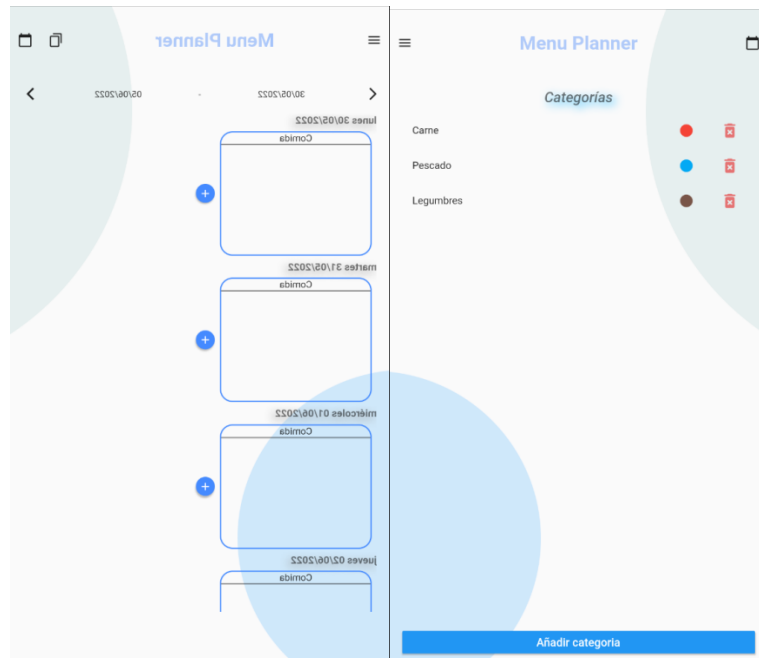 Menu Planner
30/05/2022 - 05/06/2022
lunes 30/05/2022
Comida
martes 31/05/2022
Comida
miércoles 01/06/2022
Comida
jueves 02/06/2022
Comida
Menu Planner
Categorías
Carne
Pescado
Legumbres
Añadir categoria